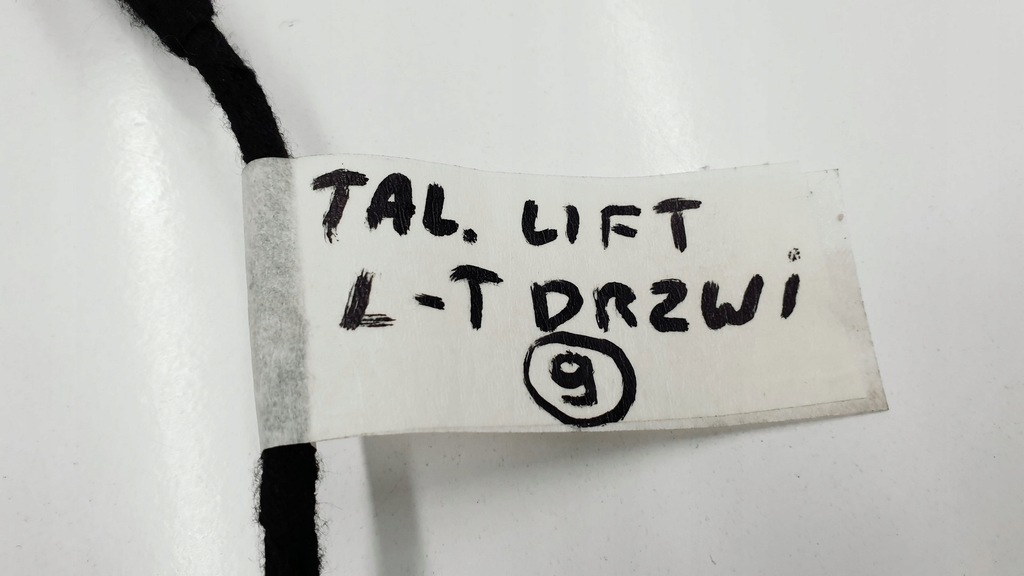 TAL. LIFT
L-T DRZWi
9